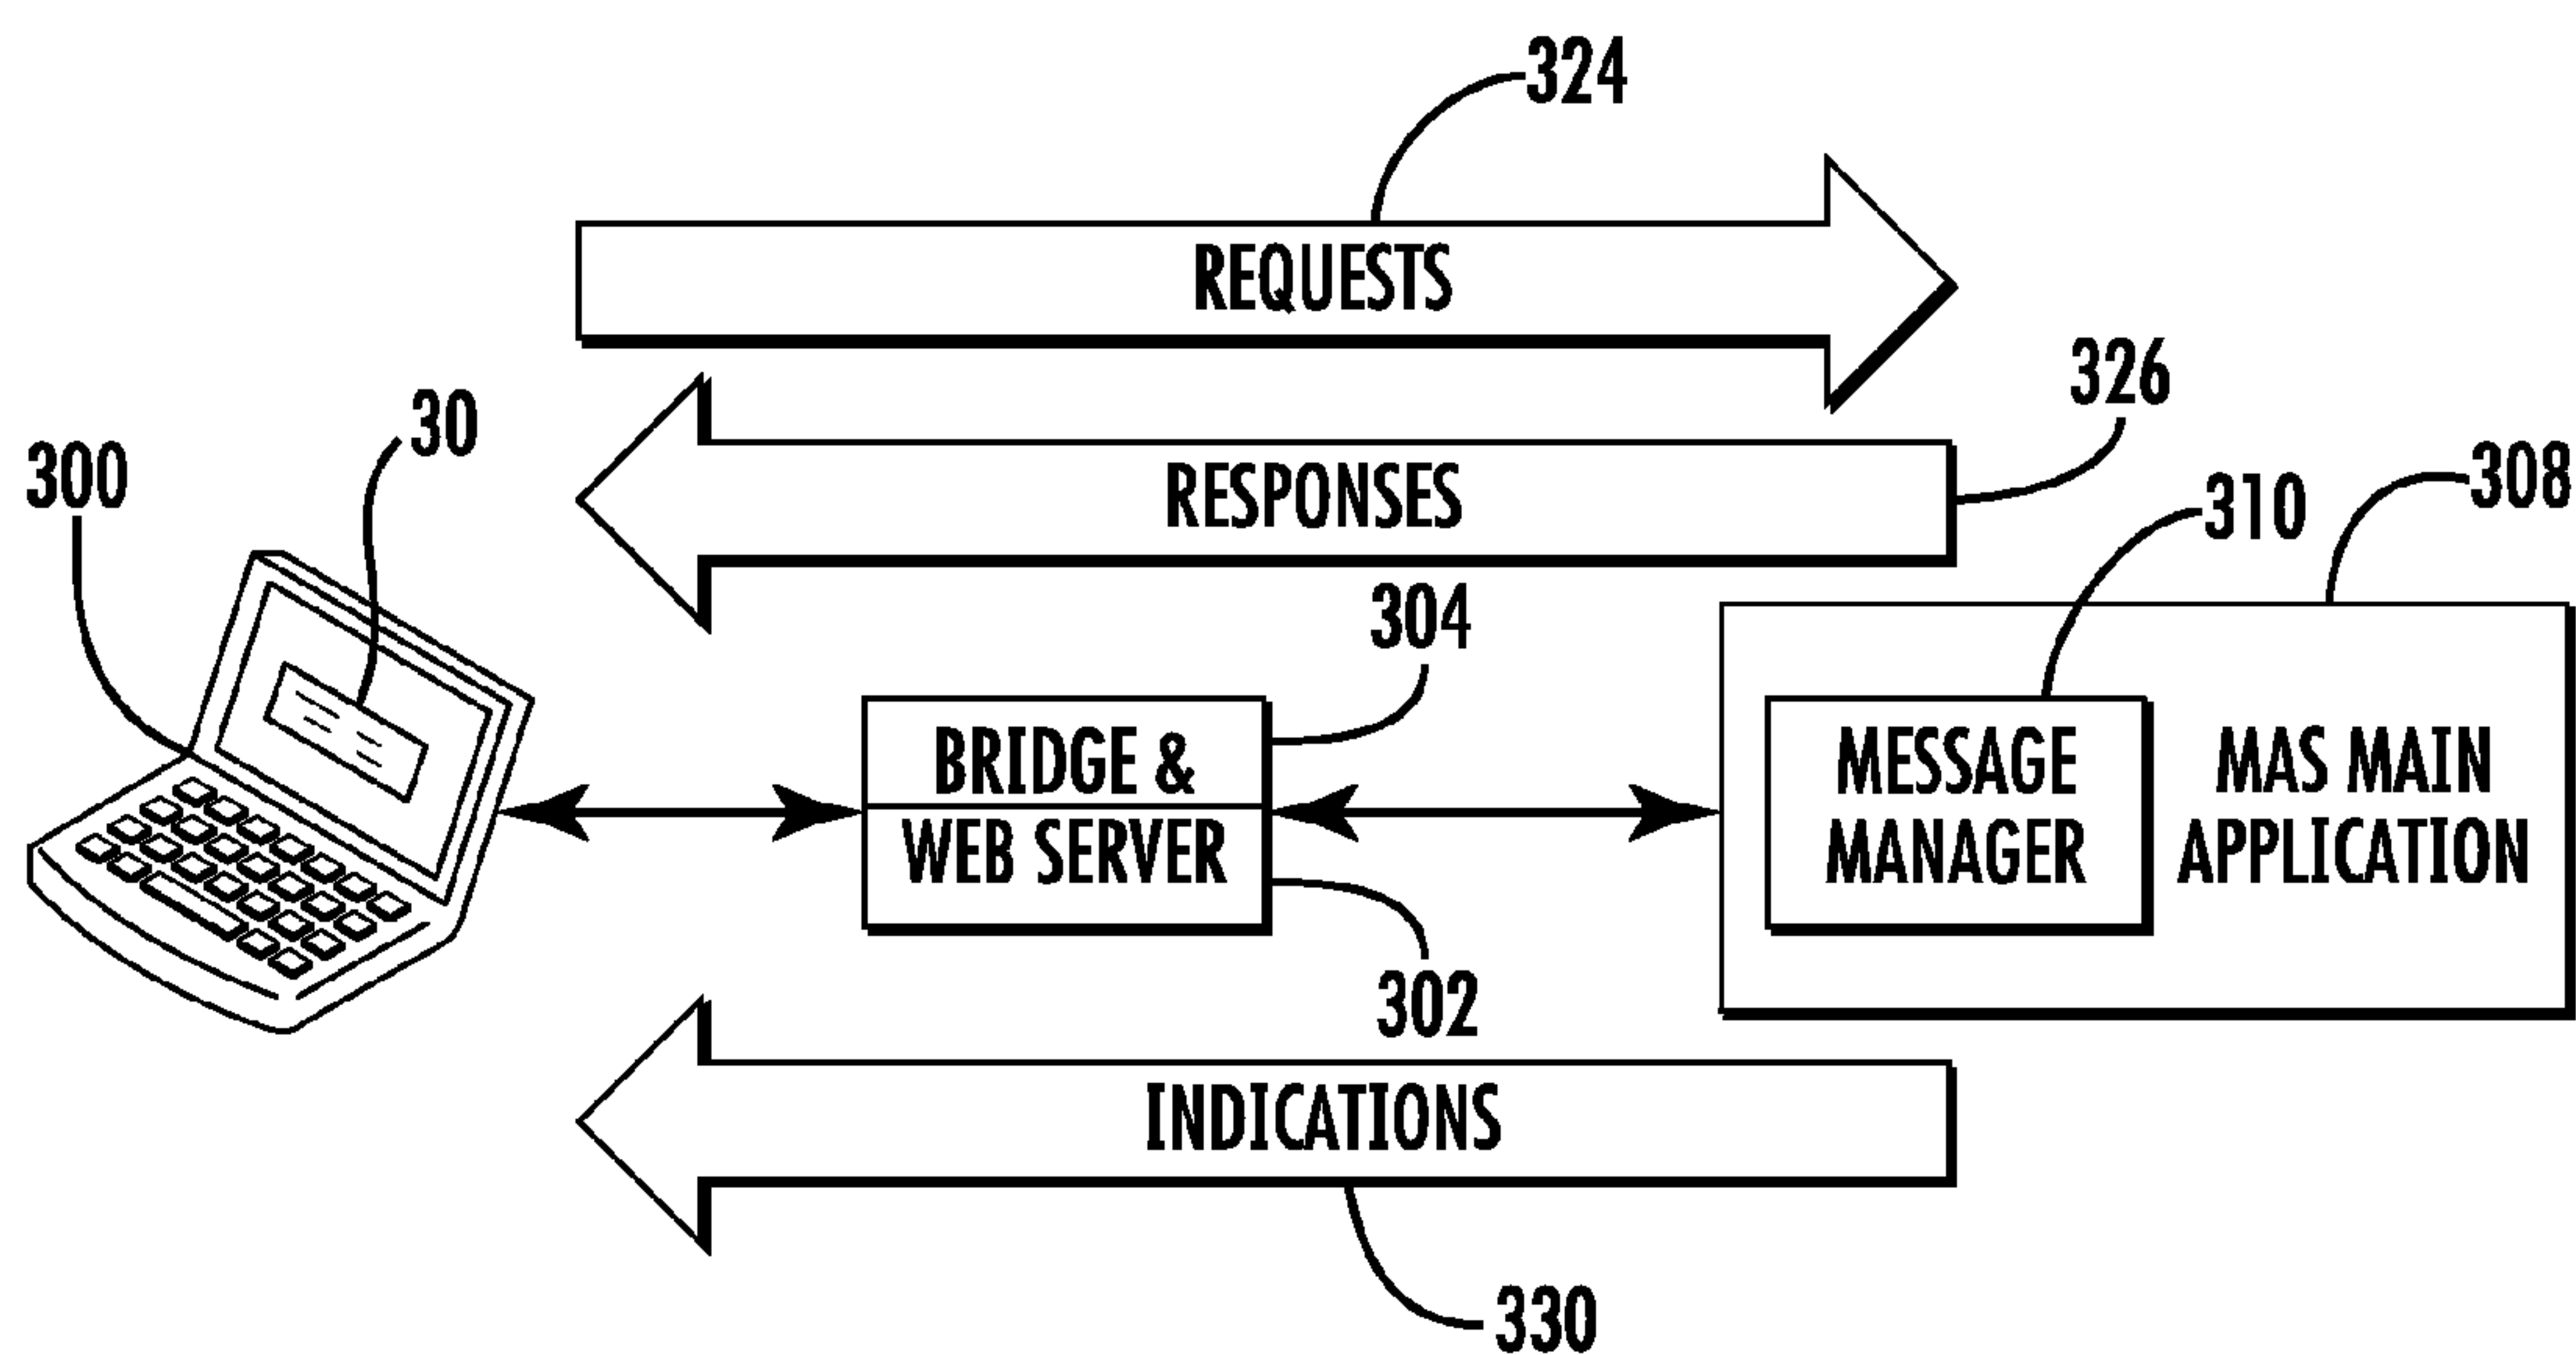 324
REQUESTS
326
30
300
RESPONSES
308
310
304
BRIDGE &
WEB SERVER
MESSAGE
MANAGER
MAS MAIN
APPLICATION
302
INDICATIONS
330